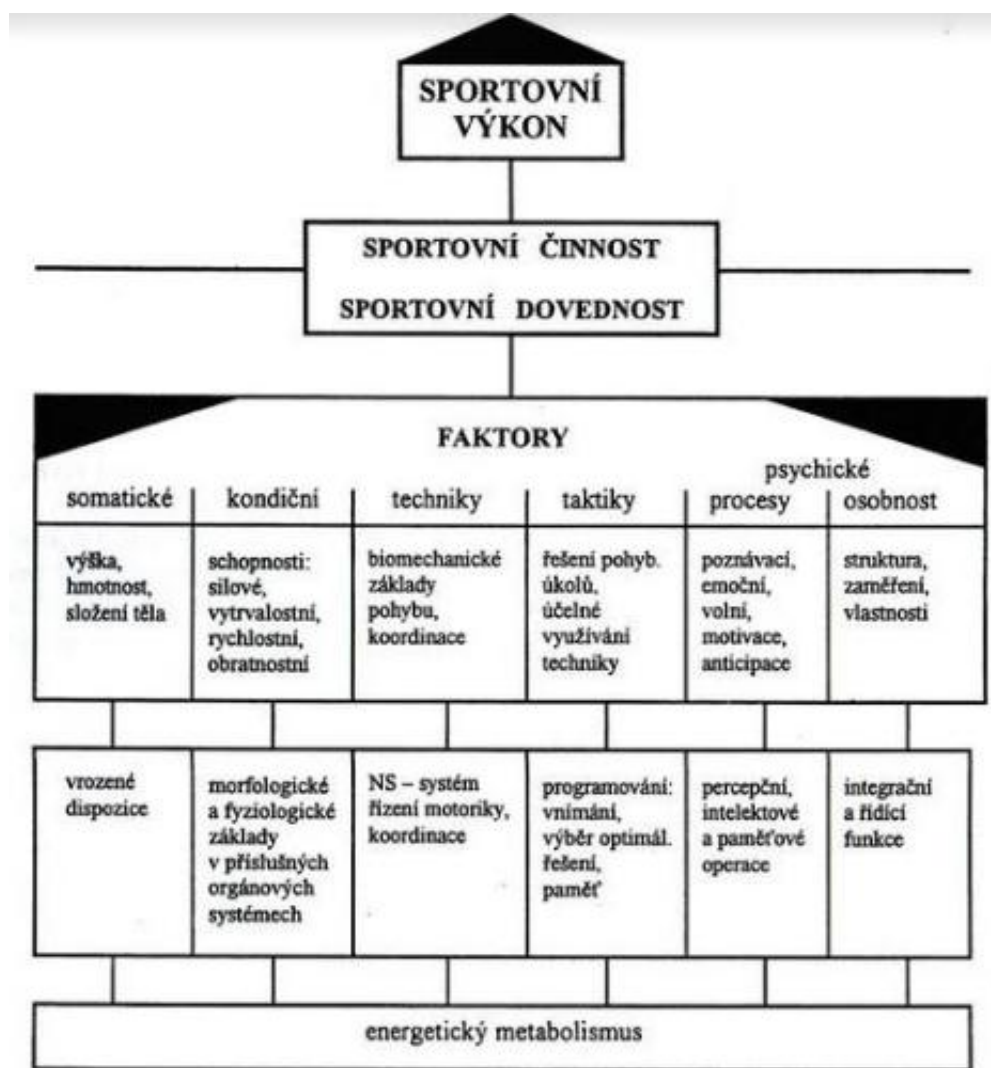 SPORTOVNÍ
VÝKON
SPORTOVNÍ ČINNOST
SPORTOVNÍ DOVEDNOST
FAKTORY
psychické
somatické
kondiční
techniky
taktiky
procesy
osobnost
výška,
hmotnost,
složení těla
schopnosti:
silové,
vytrvalostní,
rychlostní,
obratnostní
biomechanické
základy
pohybu,
koordinace
řešení pohyb.
úkolů,
účelné
využívání
techniky
poznávací,
emoční,
volní,
motivace,
anticipace
struktura,
zaměření,
vlastnosti
vrozené
dispozice
morfologické
a fyziologické
základy
v příslušných
orgánových
systémech
NS – systém
řízení motoriky,
koordinace
programování:
vnímání,
výběr optimál.
řešení,
paměť
percepční,
intelektové
a paměťové
operace
integrační
a řídící
funkce
energetický metabolismus